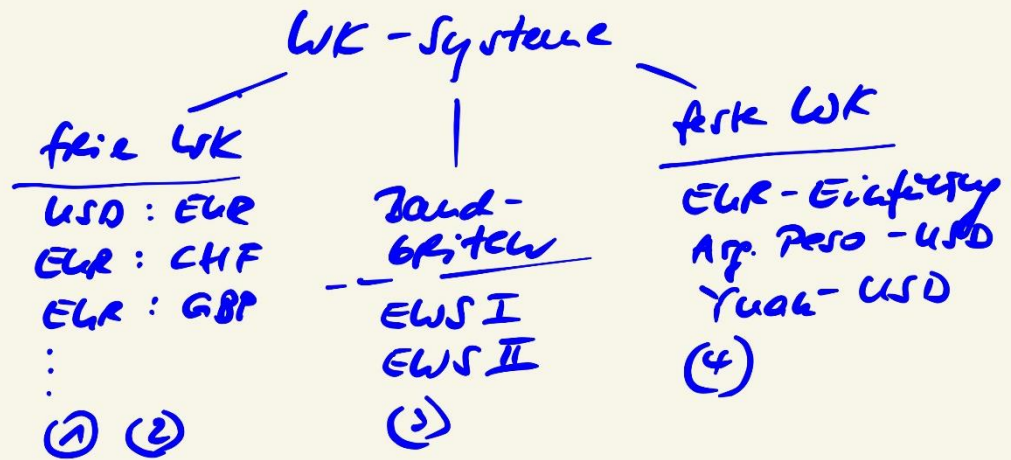 WK-Systeme
freie WK
USD : EUR
EUR : CHF
EUR : GBP
:
:
(1) (2)
Band-
breiten
EWS I
EWS II
(3)
feste WK
EUR-Einführung
Arg. Peso - USD
Yuan - USD
(4)